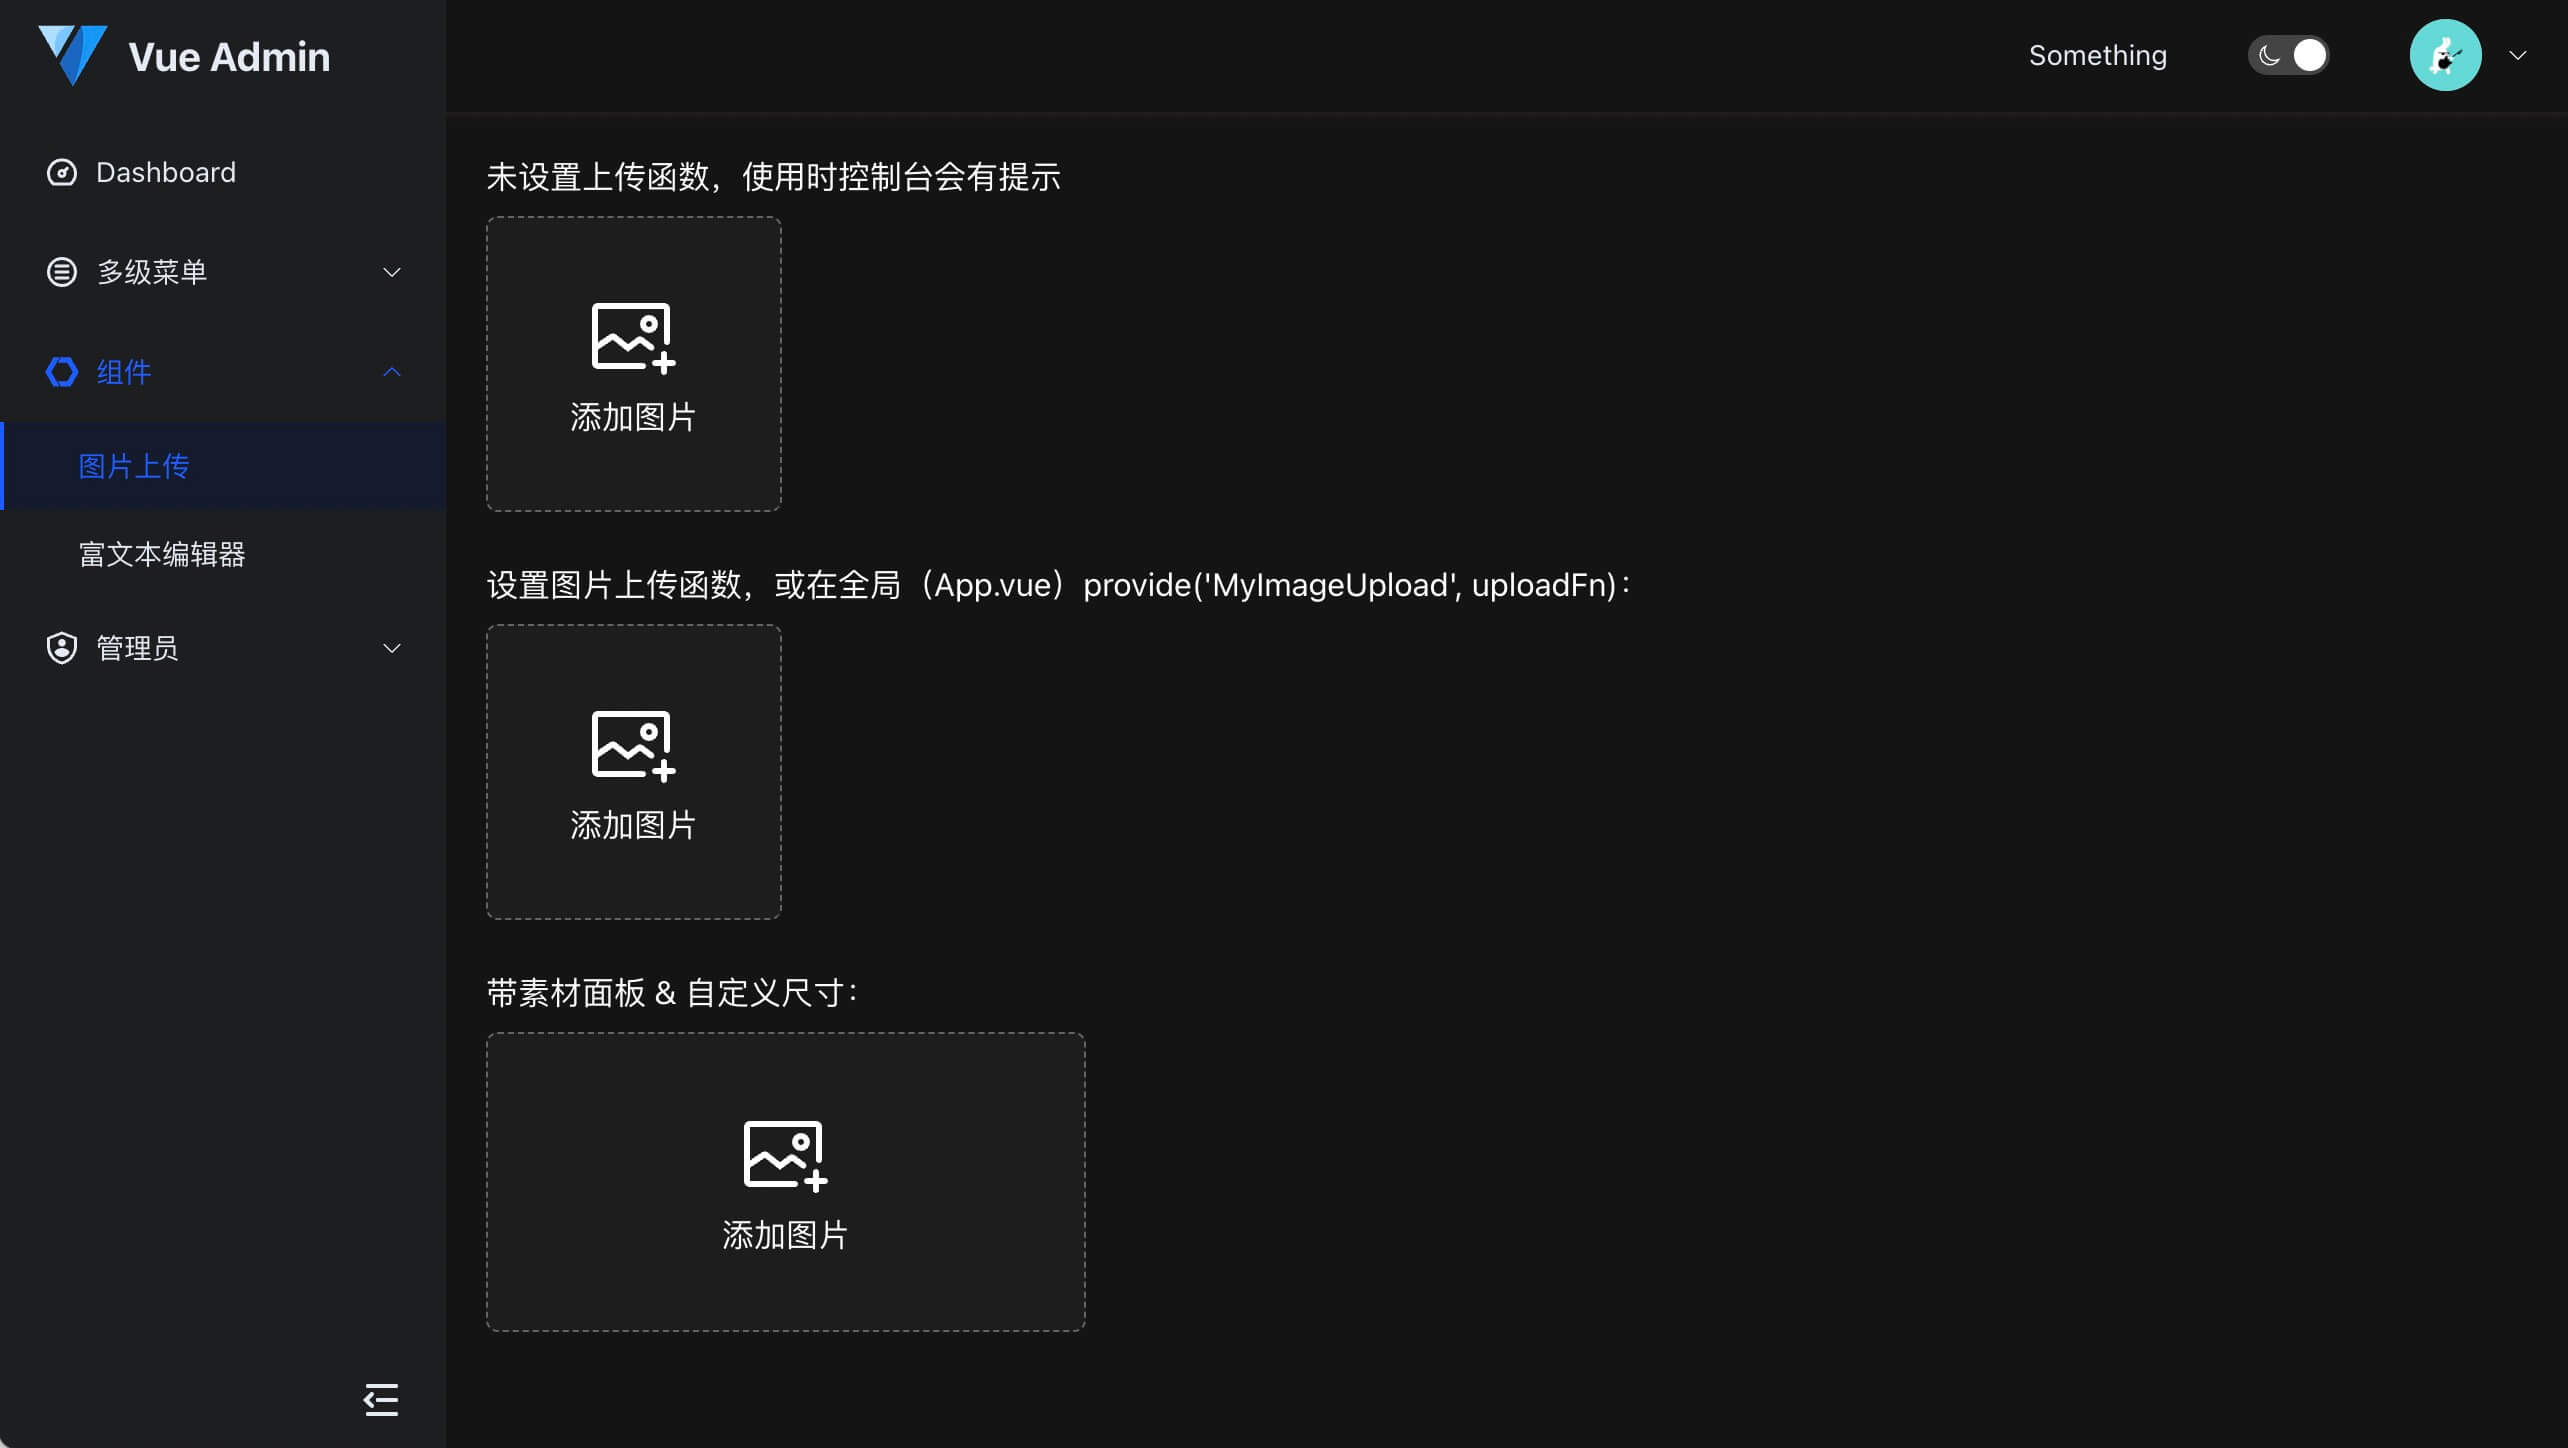 Vue Admin
Something
Dashboard
多级菜单
组件
图片上传
富文本编辑器
管理员
未设置上传函数，使用时控制台会有提示
添加图片
设置图片上传函数，或在全局（App.vue）provide('MyImageUpload', uploadFn)：
添加图片
带素材面板 & 自定义尺寸：
添加图片